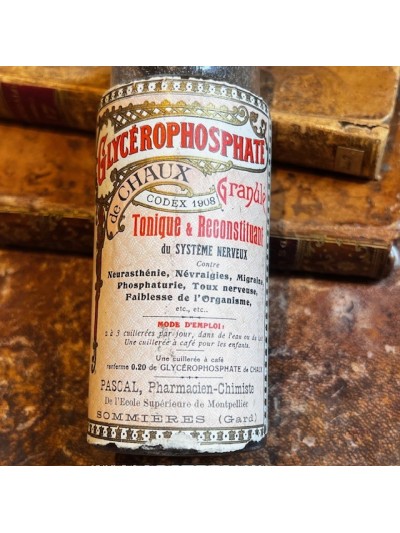 GLYCÉROPHOSPHATE
de CHAUX
Granulé
CODEX 1908
Tonique & Reconstituant
du SYSTÈME NERVEUX
Contre
Neurasthénie, Névralgies, Migraine,
Phosphaturie, Toux nerveuse,
Faiblesse de l'Organisme,
etc., etc..
MODE D'EMPLOI:
2 à 3 cuillerées par jour, dans de l'eau ou du
Une cuillerée à café pour les enfants.
Une cuillerée à café
renferme 0.20 de GLYCÉROPHOSPHATE de CHAUX
PASCAL, Pharmacien-Chimiste
De l'Ecole Supérieure de Montpellier
SOMMIÈRES (Gard)